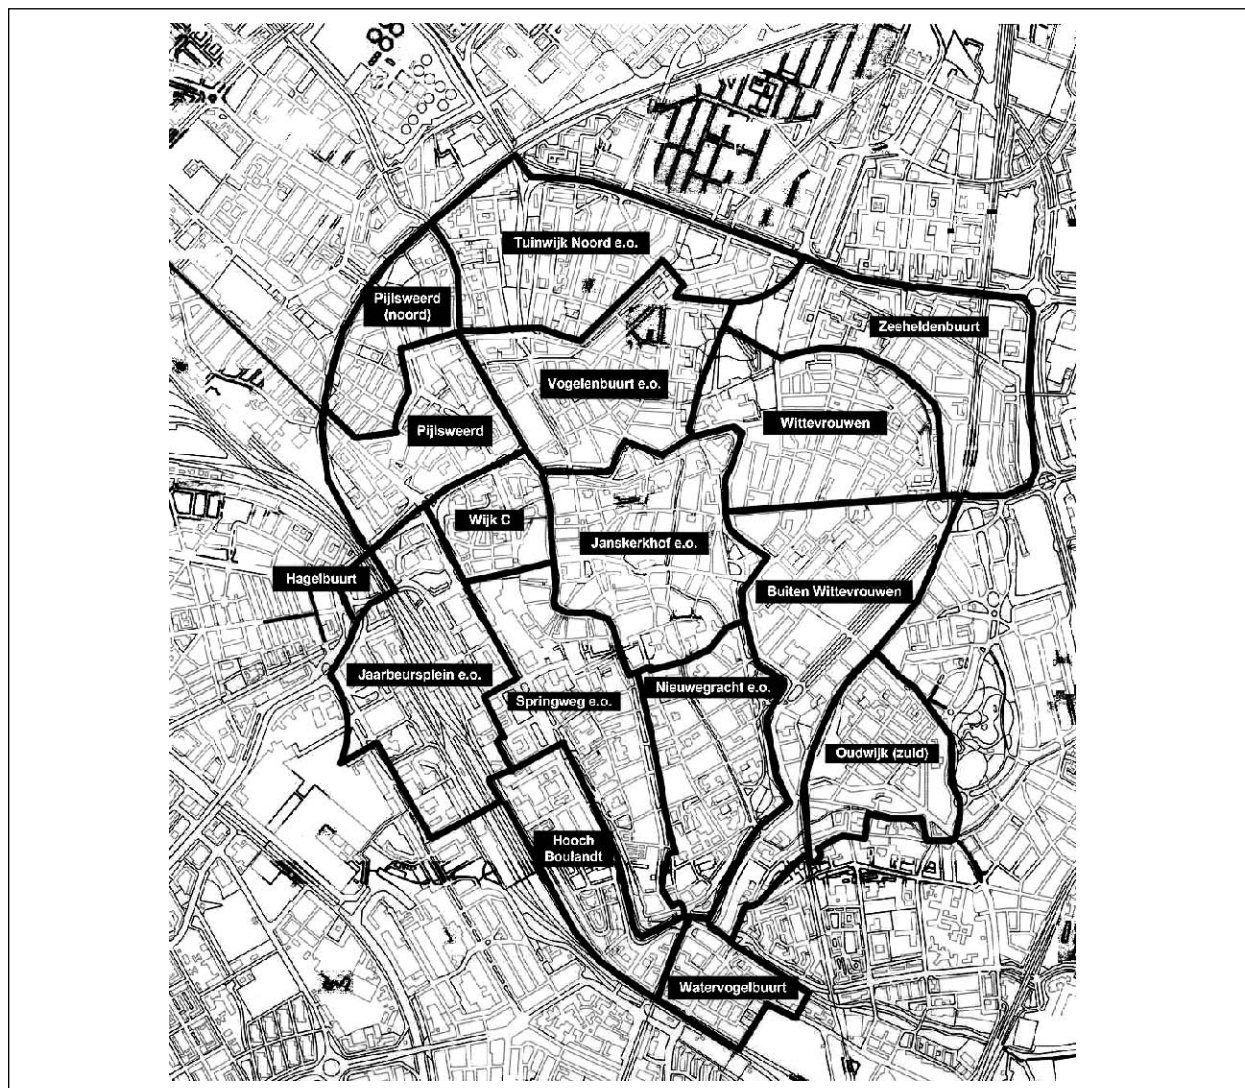 Tuinwijk Noord e.o.
Pijlsweerd
(noord)
Zeeheldenbuurt
Vogelenbuurt e.o.
Wittevrouwen
Pijlsweerd
Wijk C
Janskerkhof e.o.
Hagelbuurt
Buiten Wittevrouwen
Jaarbeursplein e.o.
Nieuwegracht e.o.
Springweg e.o.
Oudwijk (zuid)
Hooch
Boulandt
Watervogelbuurt